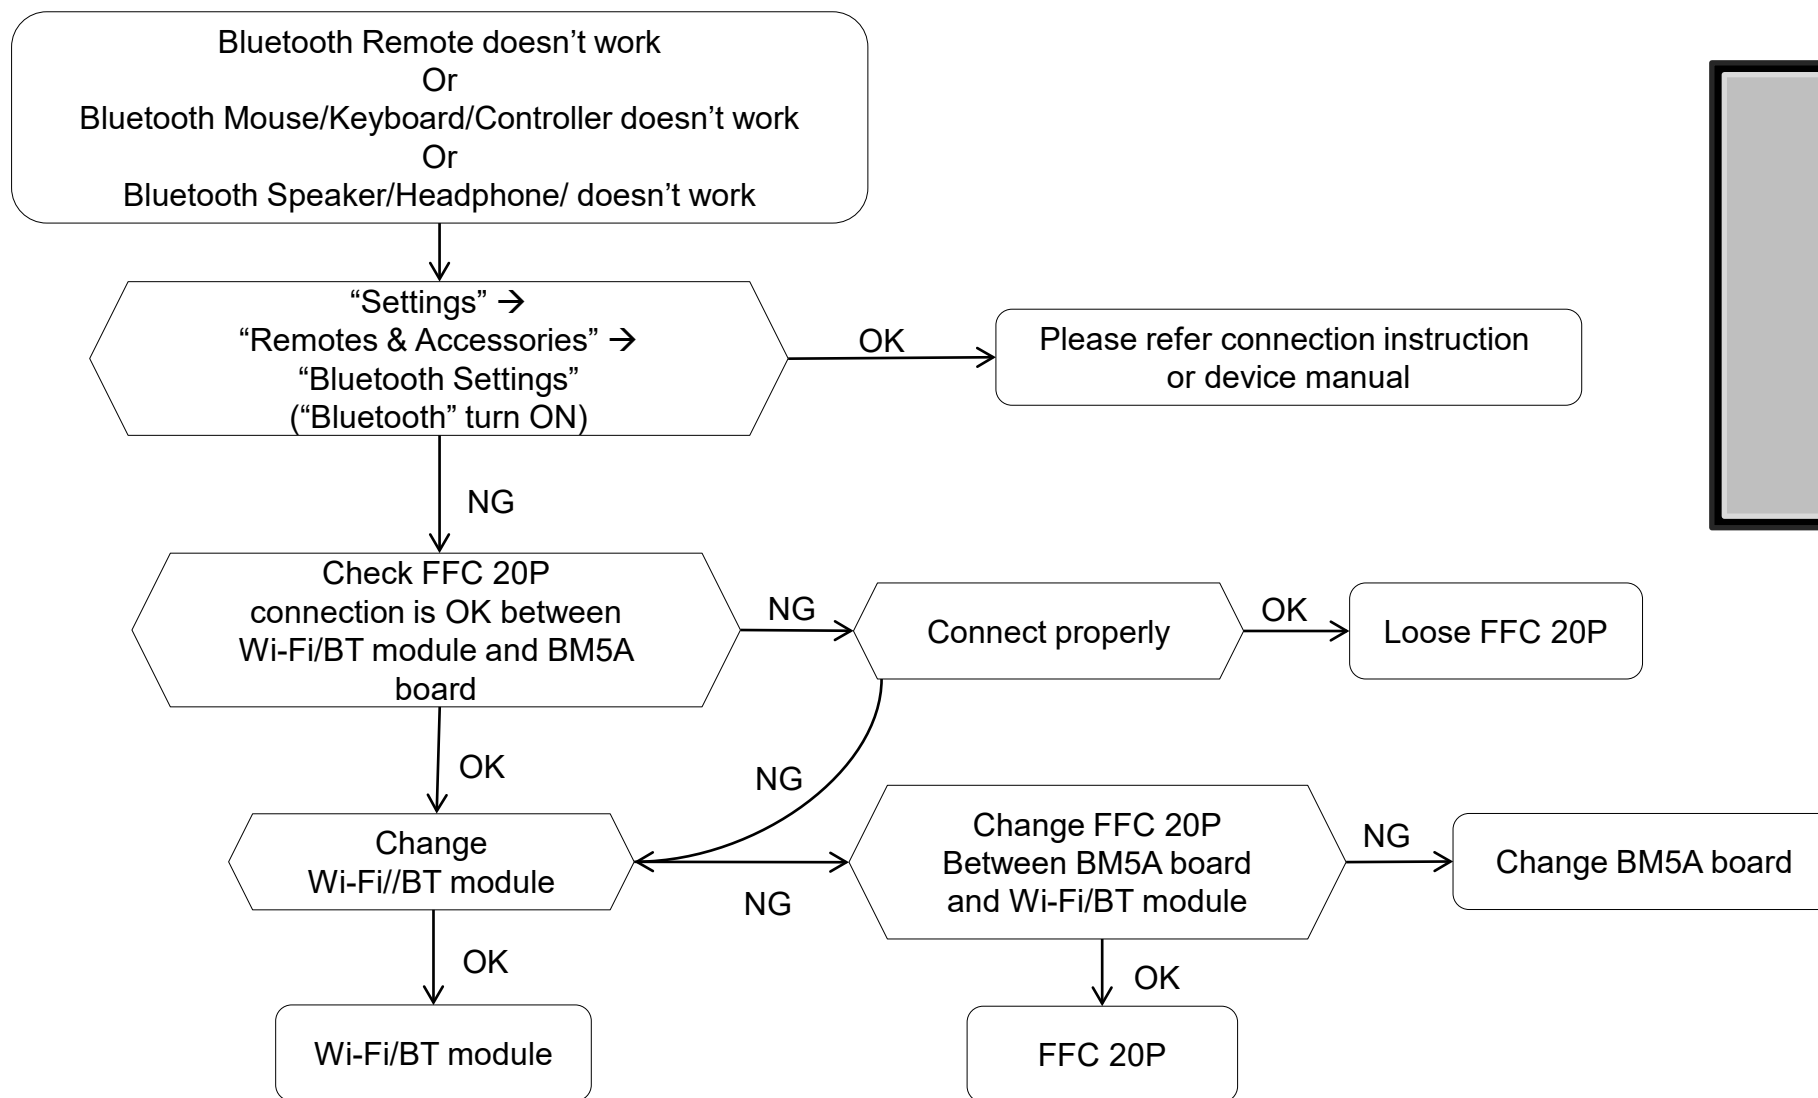 Bluetooth Remote doesn’t work
Or
Bluetooth Mouse/Keyboard/Controller doesn’t work
Or
Bluetooth Speaker/Headphone/ doesn’t work
“Settings” →
“Remotes & Accessories” →
“Bluetooth Settings”
(“Bluetooth” turn ON)
OK
Please refer connection instruction
or device manual
NG
Check FFC 20P
connection is OK between
Wi-Fi/BT module and BM5A
board
NG
Connect properly
OK
Loose FFC 20P
OK
NG
Change
Wi-Fi//BT module
NG
Change FFC 20P
Between BM5A board
and Wi-Fi/BT module
NG
Change BM5A board
OK
Wi-Fi/BT module
OK
FFC 20P